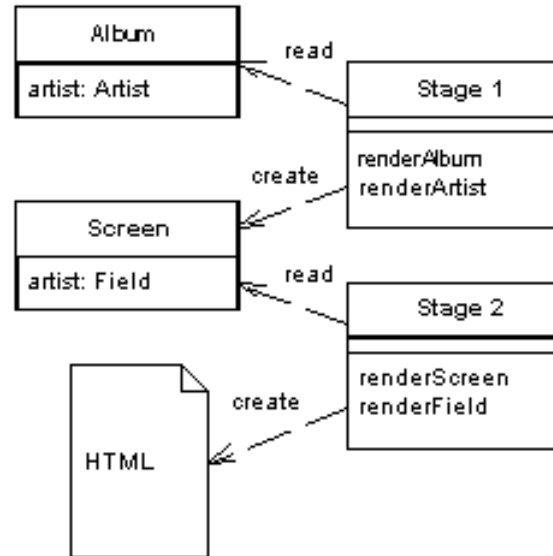 Album
artist: Artist
read
Stage 1
renderAlbum
renderArtist
create
Screen
artist: Field
read
Stage 2
renderScreen
renderField
create
HTML